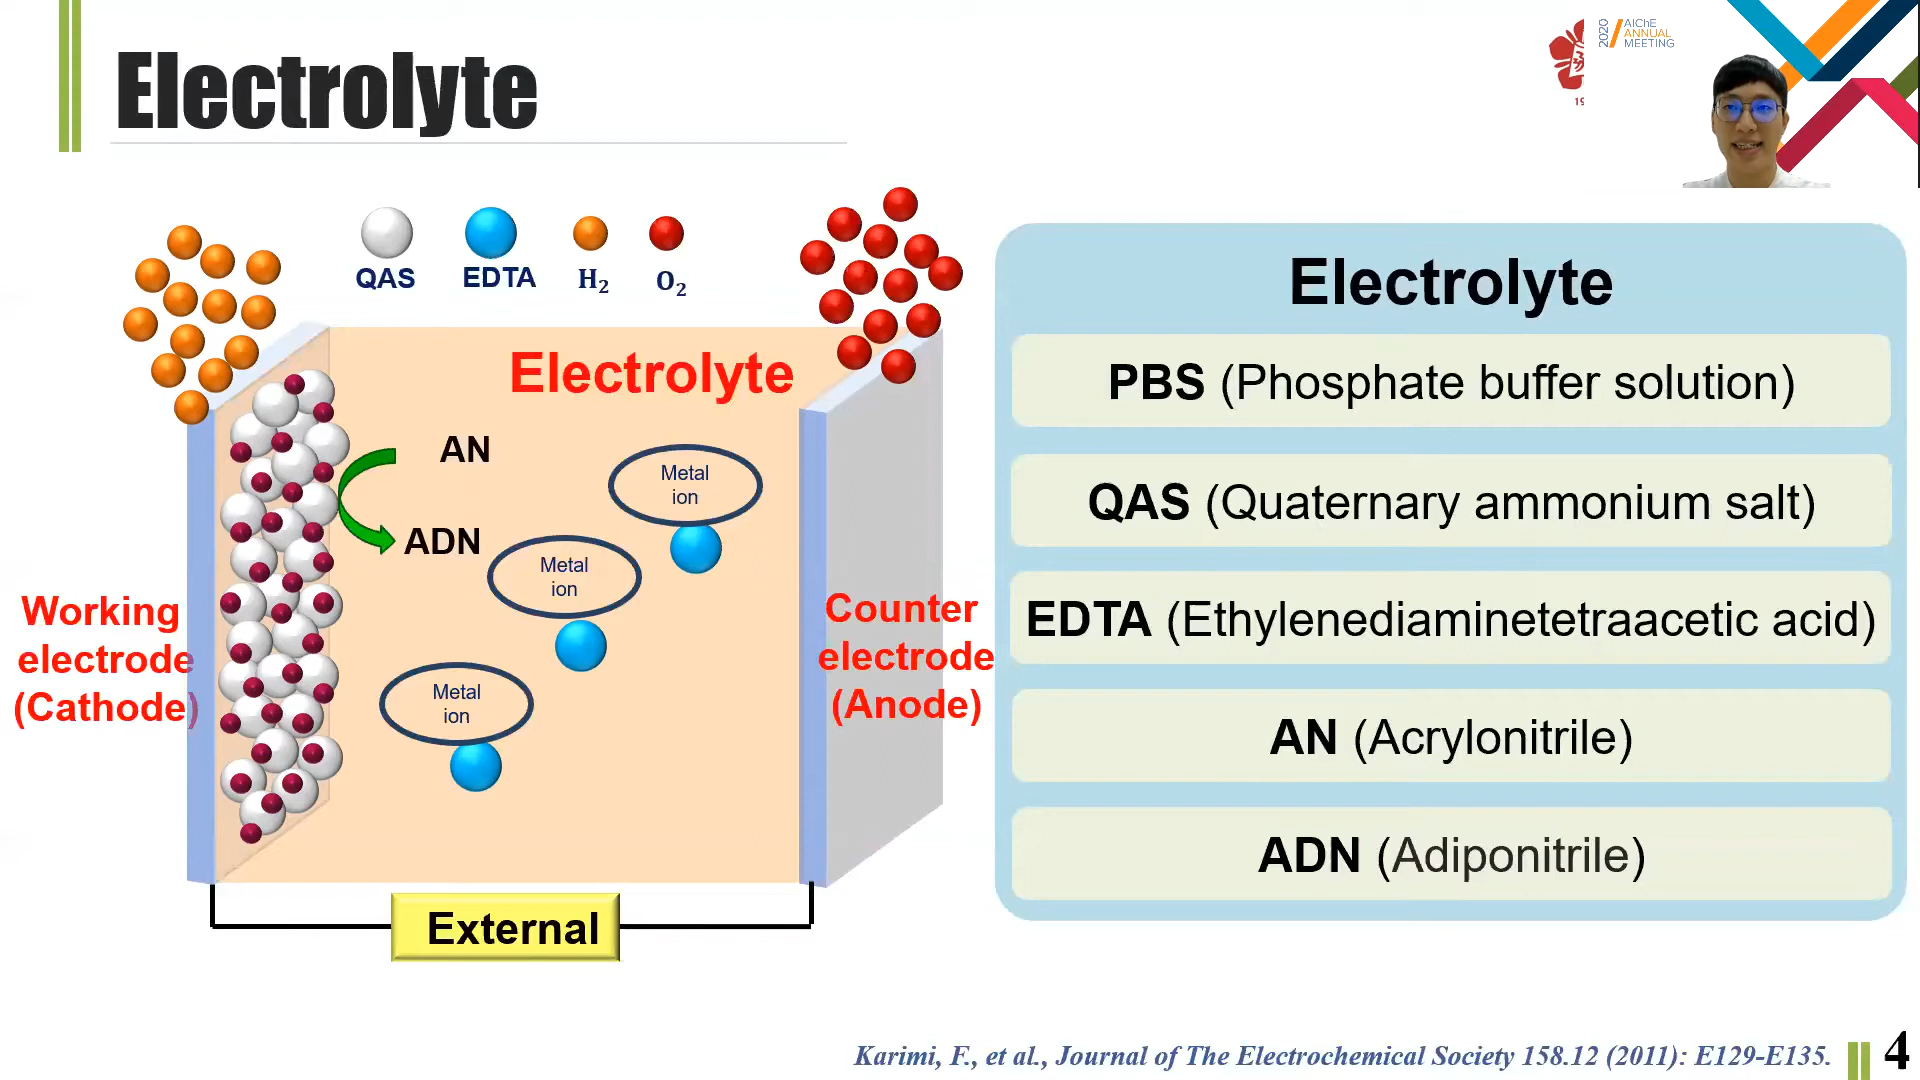 Electrolyte
2020
AIChE
ANNUAL
MEETING
QAS
EDTA
H₂
O₂
Electrolyte
AN
ADN
Metal
ion
Metal
ion
Metal
ion
Working
electrode
(Cathode)
Counter
electrode
(Anode)
External
Electrolyte
PBS (Phosphate buffer solution)
QAS (Quaternary ammonium salt)
EDTA (Ethylenediaminetetraacetic acid)
AN (Acrylonitrile)
ADN (Adiponitrile)
Karimi, F., et al., Journal of The Electrochemical Society 158.12 (2011): E129-E135.
4